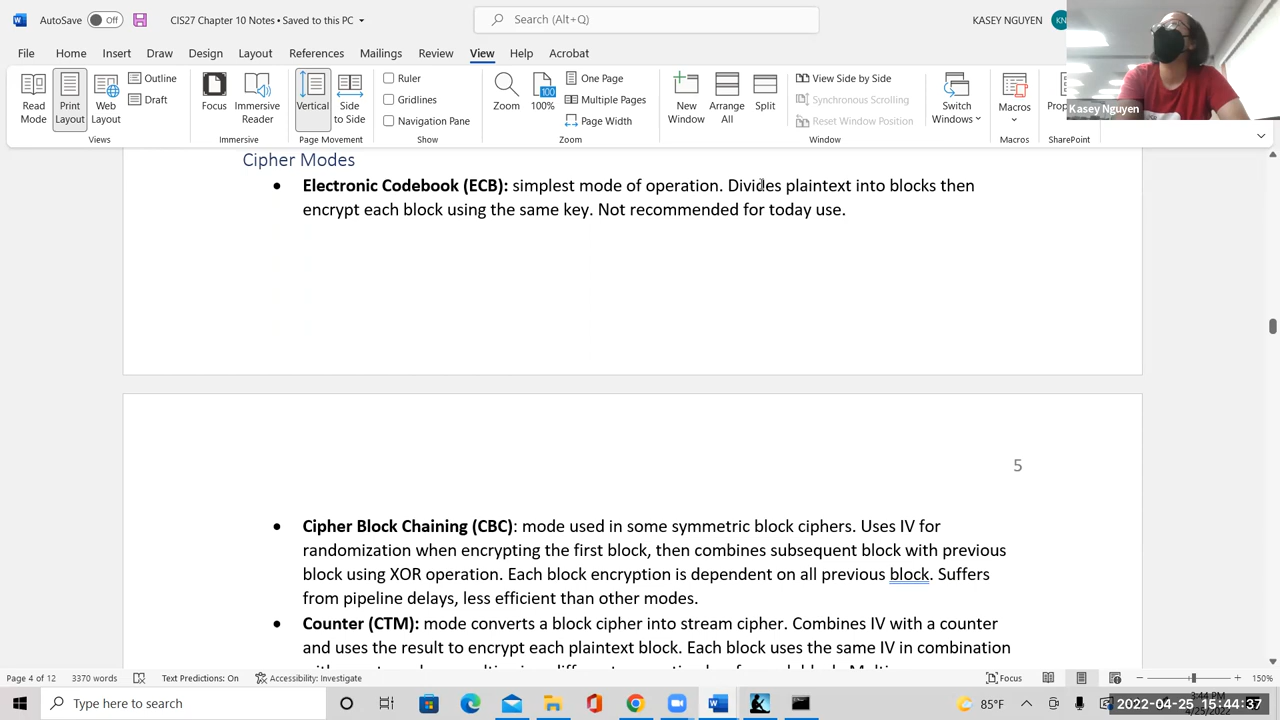 AutoSave Off CIS27 Chapter 10 Notes • Saved to this PC Search (Alt+Q) KASEY NGUYEN KN
File Home Insert Draw Design Layout References Mailings Review View Help Acrobat
Read Mode Print Layout Web Layout Outline Draft Focus Immersive Reader Vertical Side to Side Ruler Gridlines Navigation Pane Zoom 100 100% One Page Multiple Pages Page Width New Window Arrange All Split View Side by Side Synchronous Scrolling Reset Window Position Switch Windows Macros
Kasey Nguyen
Views Immersive Page Movement Show Zoom Window Macros SharePoint
Cipher Modes
• Electronic Codebook (ECB): simplest mode of operation. Divides plaintext into blocks then
encrypt each block using the same key. Not recommended for today use.
5
• Cipher Block Chaining (CBC): mode used in some symmetric block ciphers. Uses IV for
randomization when encrypting the first block, then combines subsequent block with previous
block using XOR operation. Each block encryption is dependent on all previous block. Suffers
from pipeline delays, less efficient than other modes.
• Counter (CTM): mode converts a block cipher into stream cipher. Combines IV with a counter
and uses the result to encrypt each plaintext block. Each block uses the same IV in combination
Page 4 of 12 3370 words Text Predictions: On Accessibility: Investigate Focus 150%
Type here to search 85°F 3:44 PM
4/25/2022
2022-04-25 15:44:37